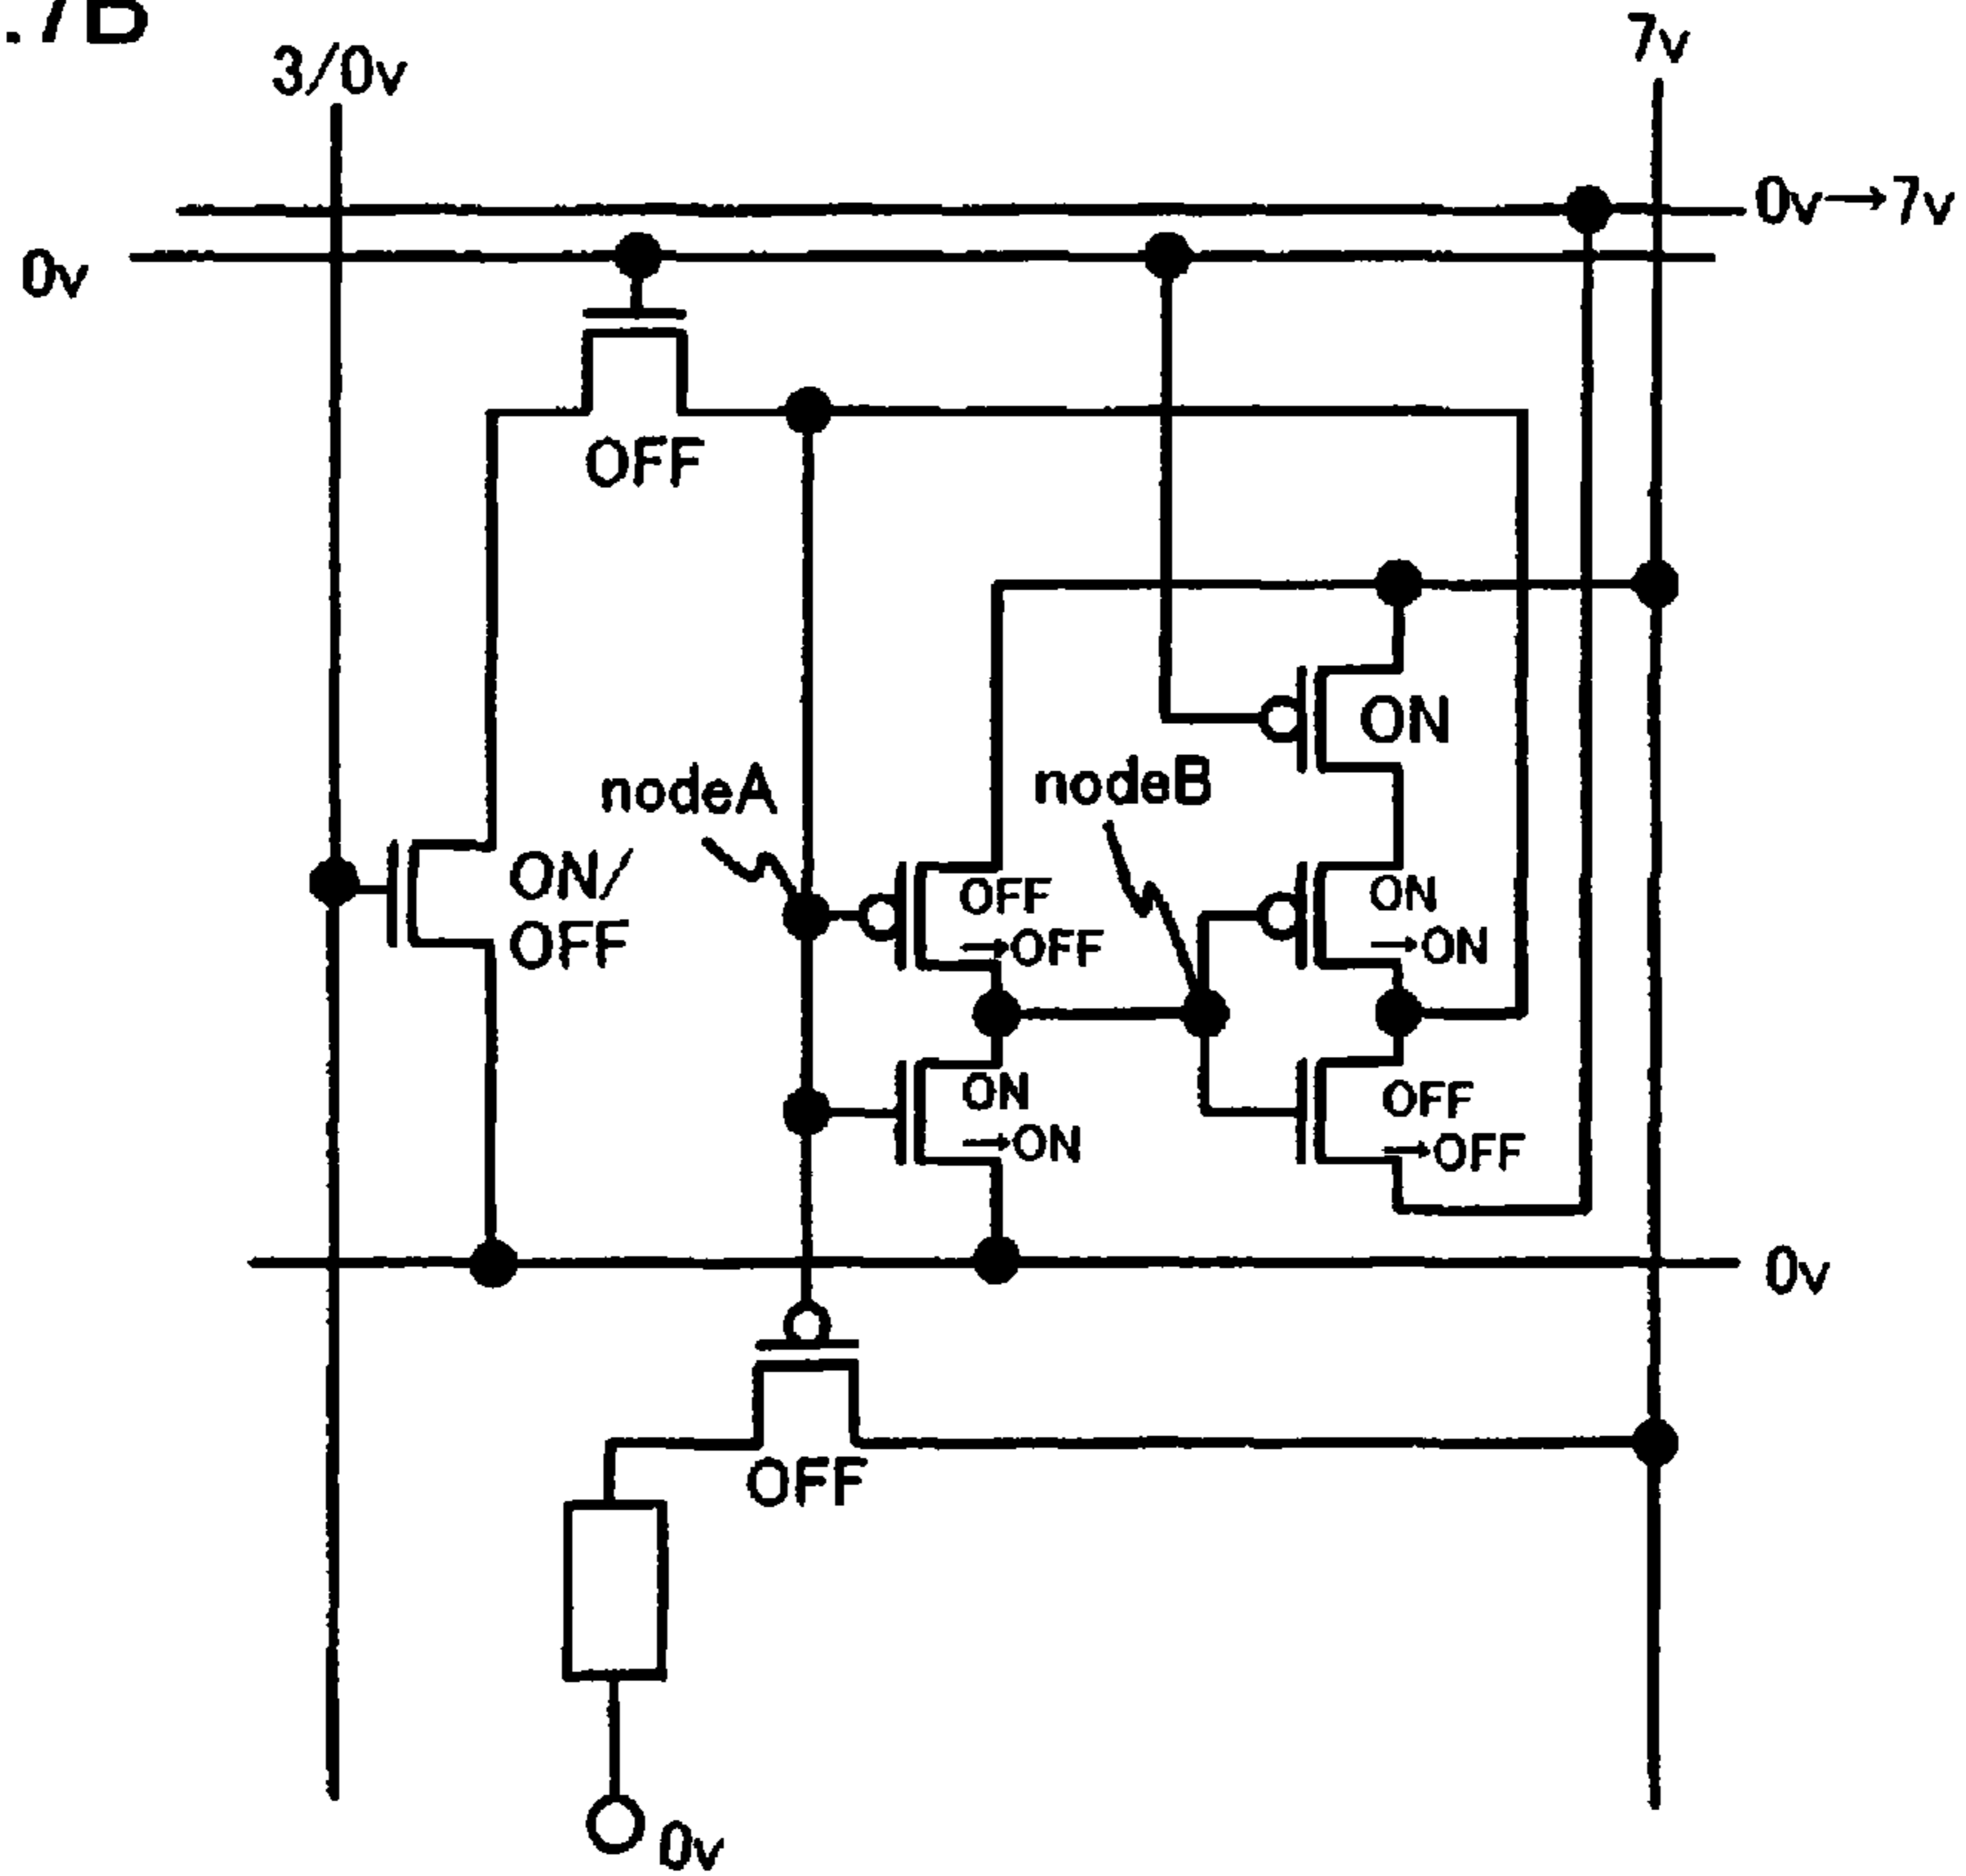 .7B
3/0v
7v
0v→7v
0v
OFF
ON
nodeA
nodeB
ON/
OFF
OFF
→OFF
ON
→ON
ON
→ON
OFF
→OFF
0v
OFF
0v